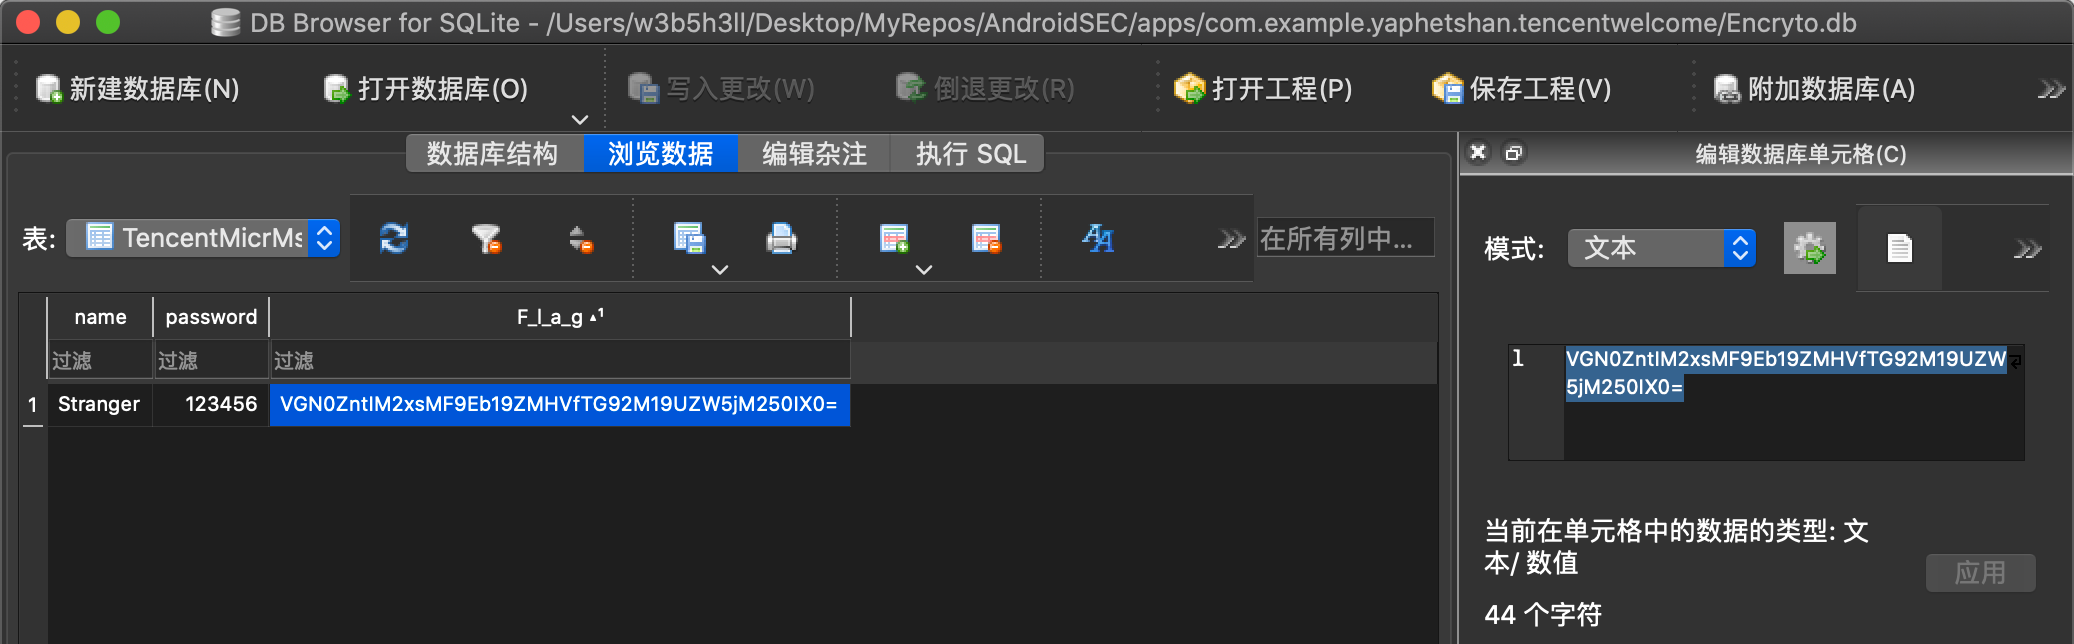 DB Browser for SQLite - /Users/w3b5h3ll/Desktop/MyRepos/AndroidSEC/apps/com.example.yaphetshan.tencentwelcome/Encryto.db
新建数据库(N) 打开数据库(O) 写入更改(W) 倒退更改(R) 打开工程(P) 保存工程(V) 附加数据库(A)
数据库结构 浏览数据 编辑杂注 执行 SQL
编辑数据库单元格(C)
表: TencentMicrMs 在所有列中...
模式: 文本
name password F_l_a_g 1
过滤 过滤 过滤
1 Stranger 123456 VGN0ZntIM2xsMF9Eb19ZMHVfTG92M19UZW5jM250IX0=
1 VGN0ZntIM2xsMF9Eb19ZMHVfTG92M19UZW
5jM250IX0=
当前在单元格中的数据的类型: 文
本/ 数值
应用
44 个字符